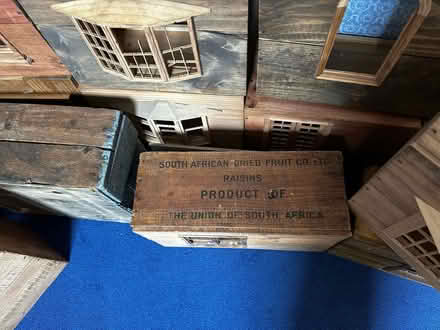 SOUTH AFRICAN DRIED FRUIT CO. LTD.
RAISINS
PRODUCT OF
THE UNION OF SOUTH AFRICA